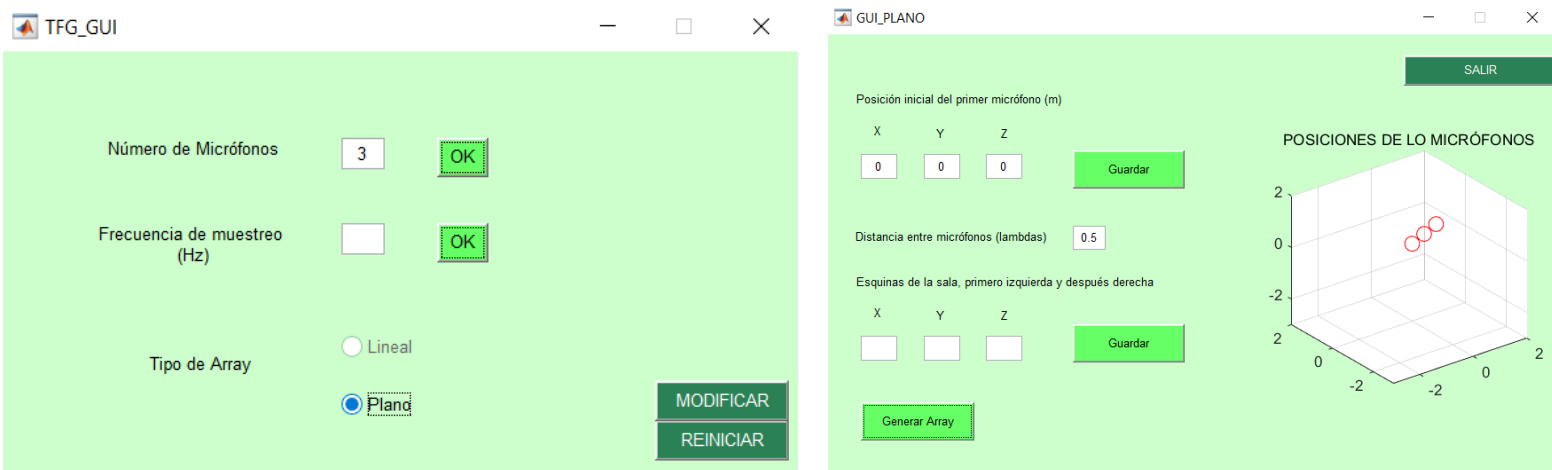 TFG_GUI
Número de Micrófonos
3
OK
Frecuencia de muestreo
(Hz)
OK
Tipo de Array
Lineal
Plano
MODIFICAR
REINICIAR
GUI_PLANO
SALIR
Posición inicial del primer micrófono (m)
X Y Z
0 0 0
Guardar
Distancia entre micrófonos (lambdas)
0.5
Esquinas de la sala, primero izquierda y después derecha
X Y Z
Guardar
Generar Array
POSICIONES DE LO MICRÓFONOS
2
0
-2
2
0
-2
-2
0
2